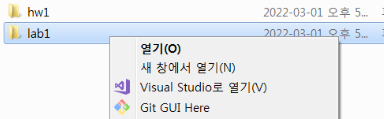 hw1 2022-03-01 오후 5...
lab1 2022-03-01 오후 5...
열기(O)
새 창에서 열기(N)
Visual Studio로 열기(V)
Git GUI Here